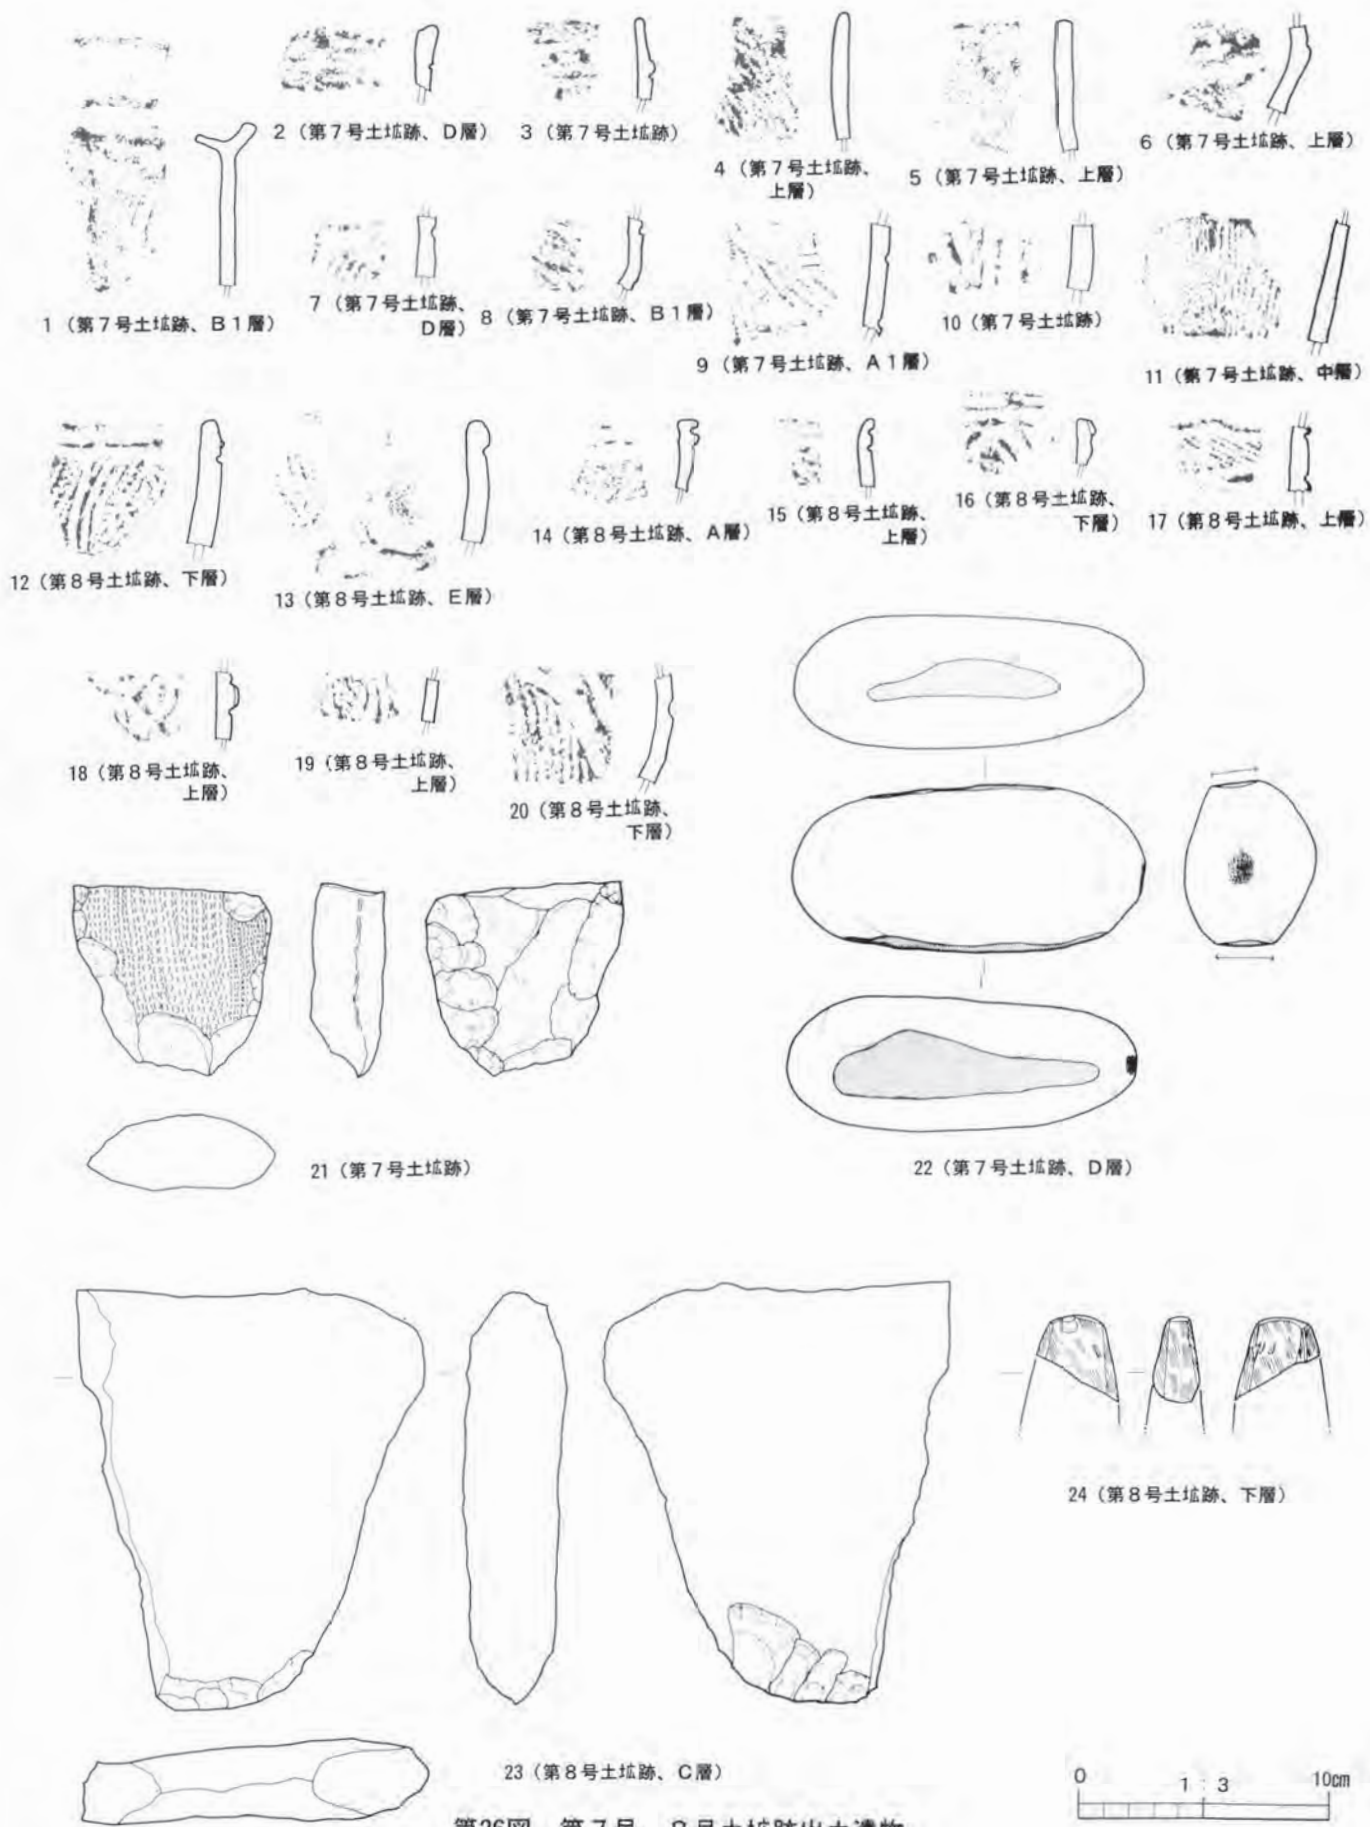 2（第７号土坑跡、Ｄ層）
3（第７号土坑跡）
4（第７号土坑跡、
上層）
5（第７号土坑跡、上層）
6（第７号土坑跡、上層）
1（第７号土坑跡、Ｂ１層）
7（第７号土坑跡、
Ｄ層）
8（第７号土坑跡、Ｂ１層）
9（第７号土坑跡、Ａ１層）
10（第７号土坑跡）
11（第７号土坑跡、中層）
12（第８号土坑跡、下層）
13（第８号土坑跡、Ｅ層）
14（第８号土坑跡、Ａ層）
15（第８号土坑跡、
上層）
16（第８号土坑跡、
下層）
17（第８号土坑跡、上層）
18（第８号土坑跡、
上層）
19（第８号土坑跡、
上層）
20（第８号土坑跡、
下層）
21（第７号土坑跡）
22（第７号土坑跡、Ｄ層）
24（第８号土坑跡、下層）
23（第８号土坑跡、Ｃ層）
0 1：3 10cm
第26図 第７号、８号土坑跡出土遺物